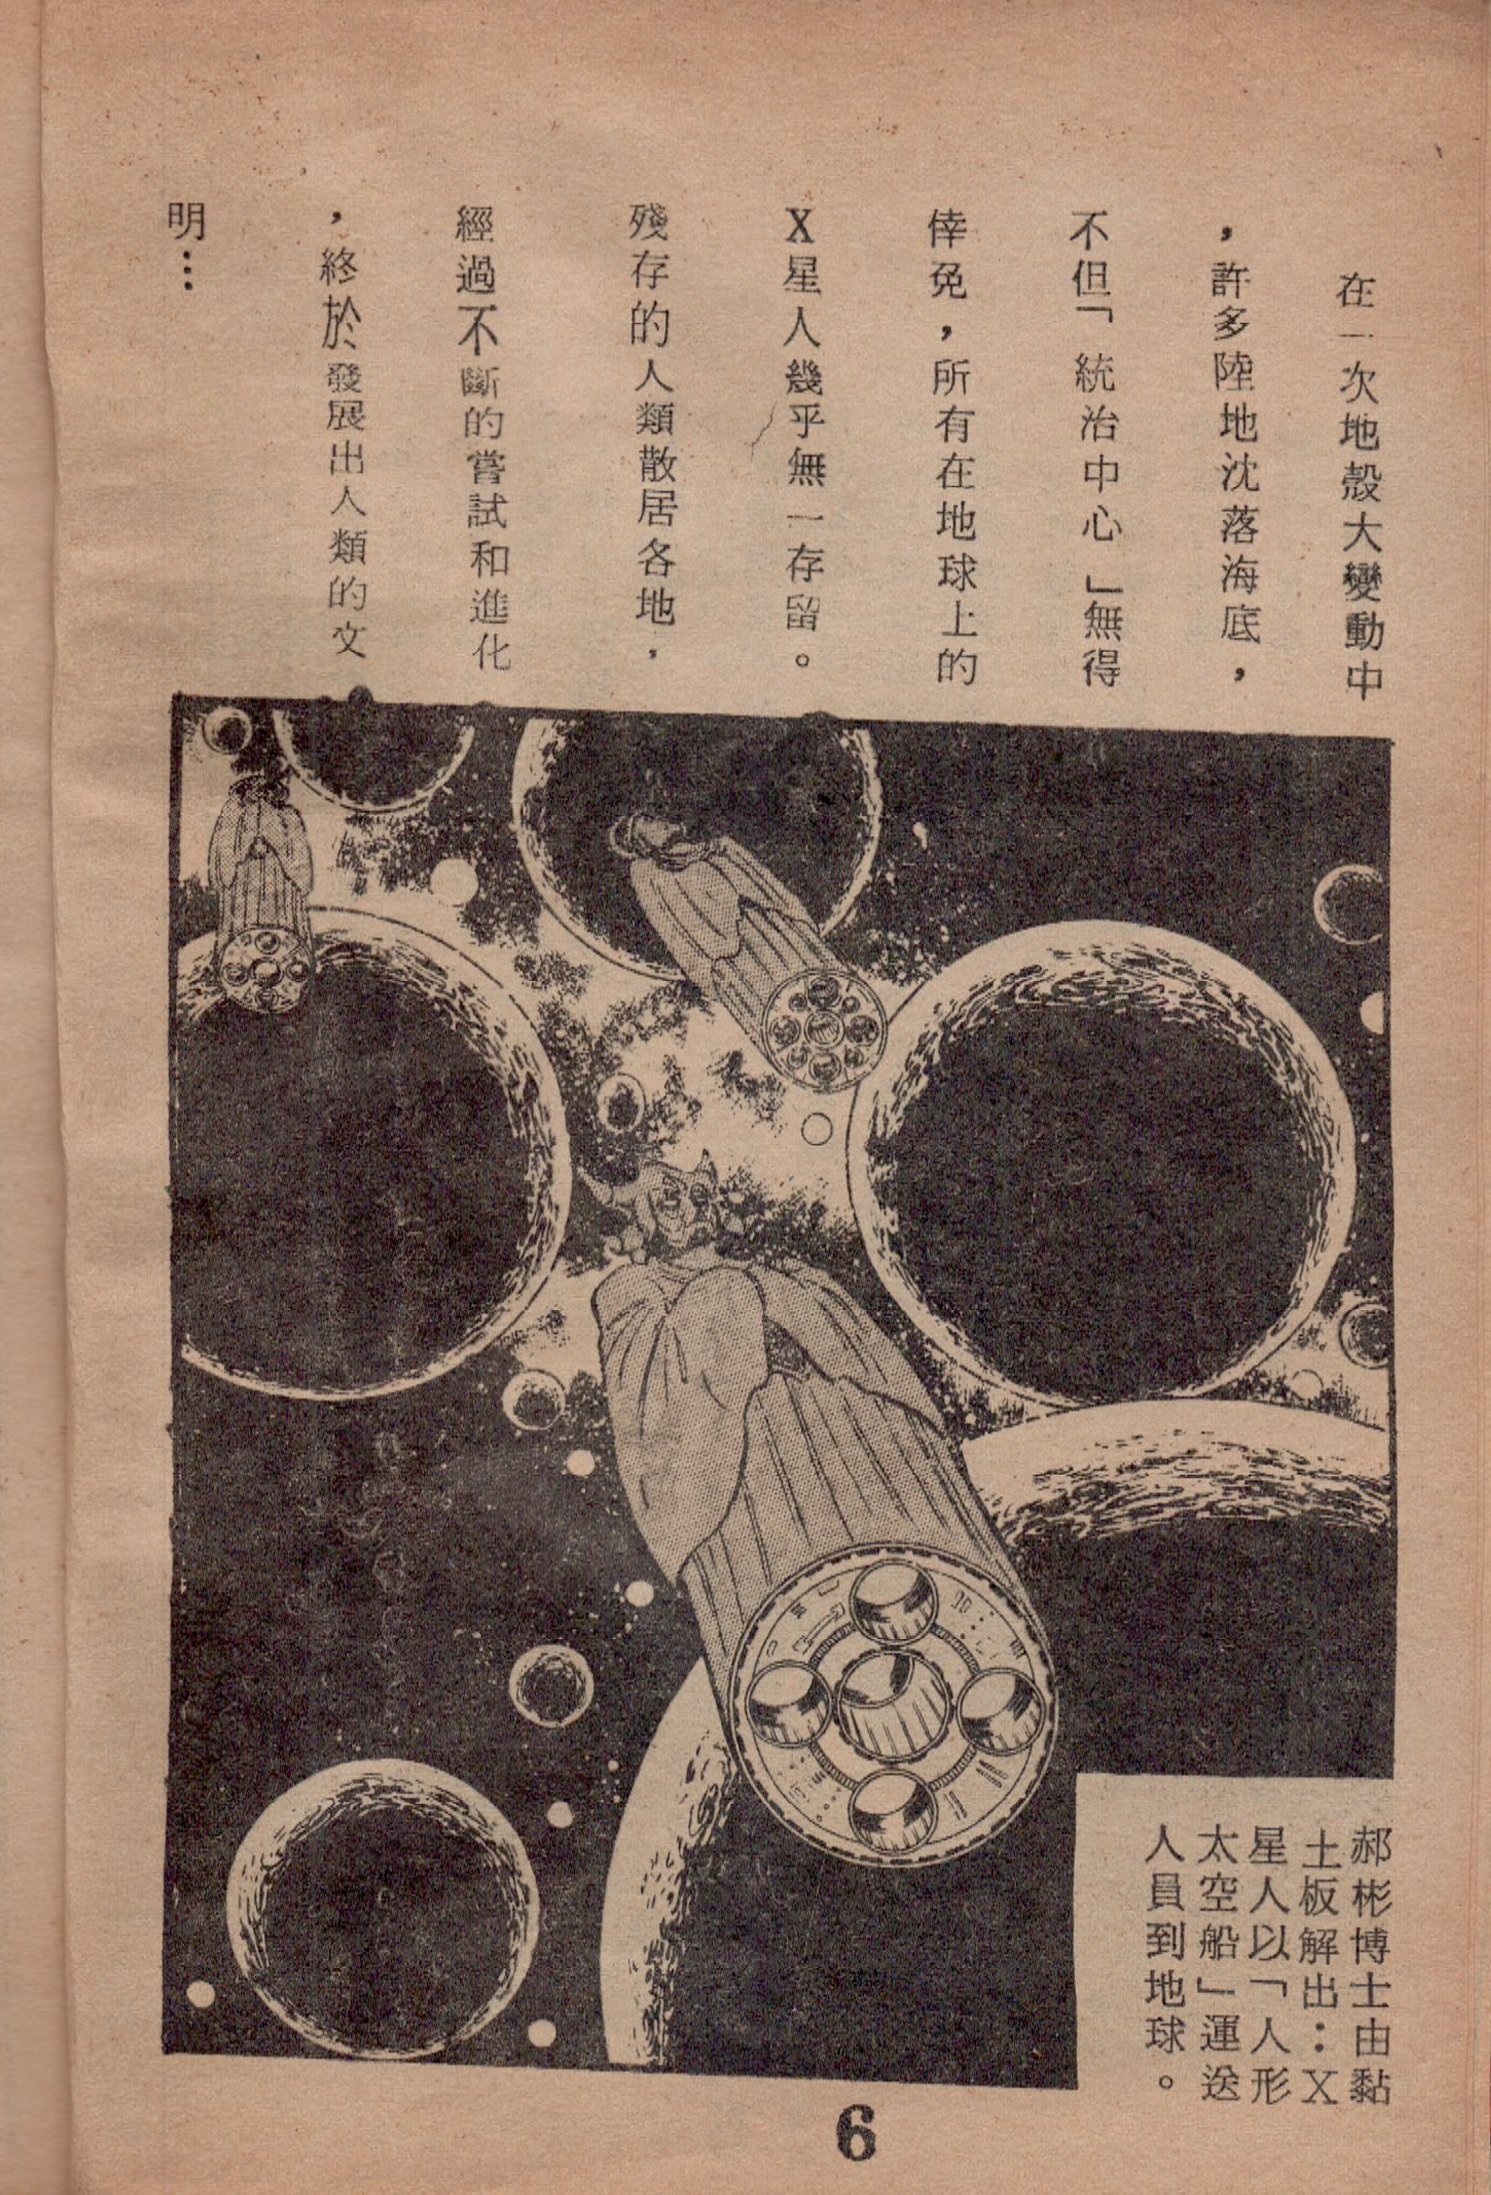 在一次地殼大變動中
，許多陸地沈落海底，
不但「統治中心」無得
倖免，所有在地球上的
X星人幾乎無一存留。
殘存的人類散居各地，
經過不斷的嘗試和進化
，終於發展出人類的文
明…
郝彬博士由黏
土板解出：X
星人以「人形
太空船」運送
人員到地球。
6